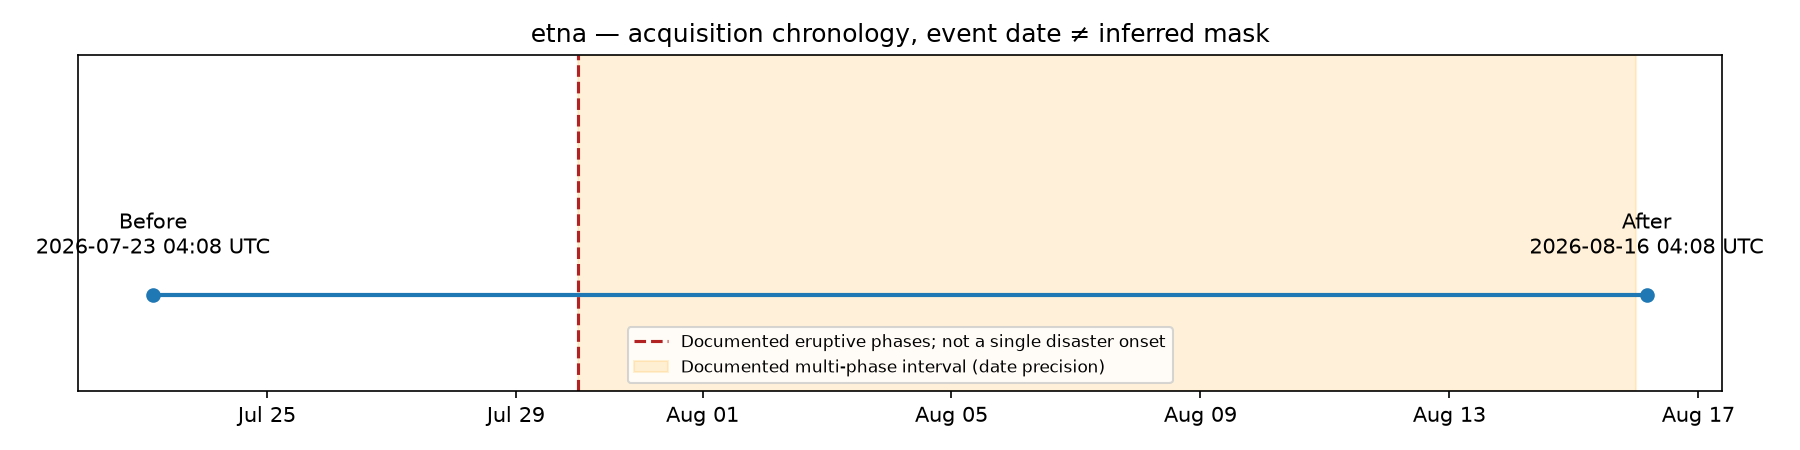 etna — acquisition chronology, event date ≠ inferred mask
Before
2026-07-23 04:08 UTC
After
2026-08-16 04:08 UTC
Documented eruptive phases; not a single disaster onset
Documented multi-phase interval (date precision)
Jul 25
Jul 29
Aug 01
Aug 05
Aug 09
Aug 13
Aug 17